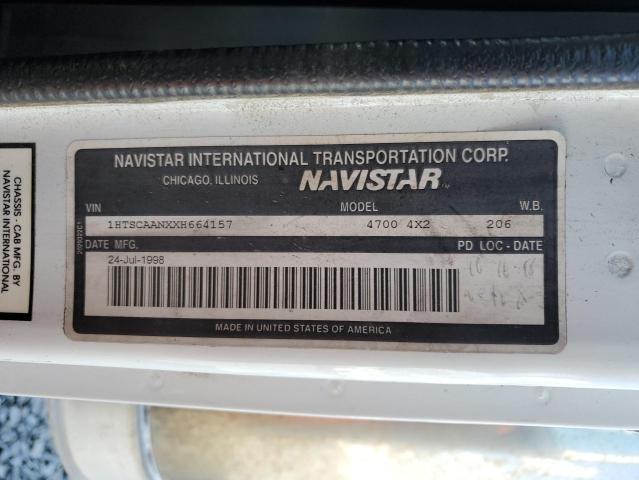 NAVISTAR INTERNATIONAL TRANSPORTATION CORP.
CHICAGO, ILLINOIS NAVISTAR
VIN MODEL W.B.
1HTSCAANXXH664157 4700 4X2 206
DATE MFG. PD LOC - DATE
24-Jul-1998
MADE IN UNITED STATES OF AMERICA
CHASSIS - CAB MFG. BY
NAVISTAR INTERNATIONAL